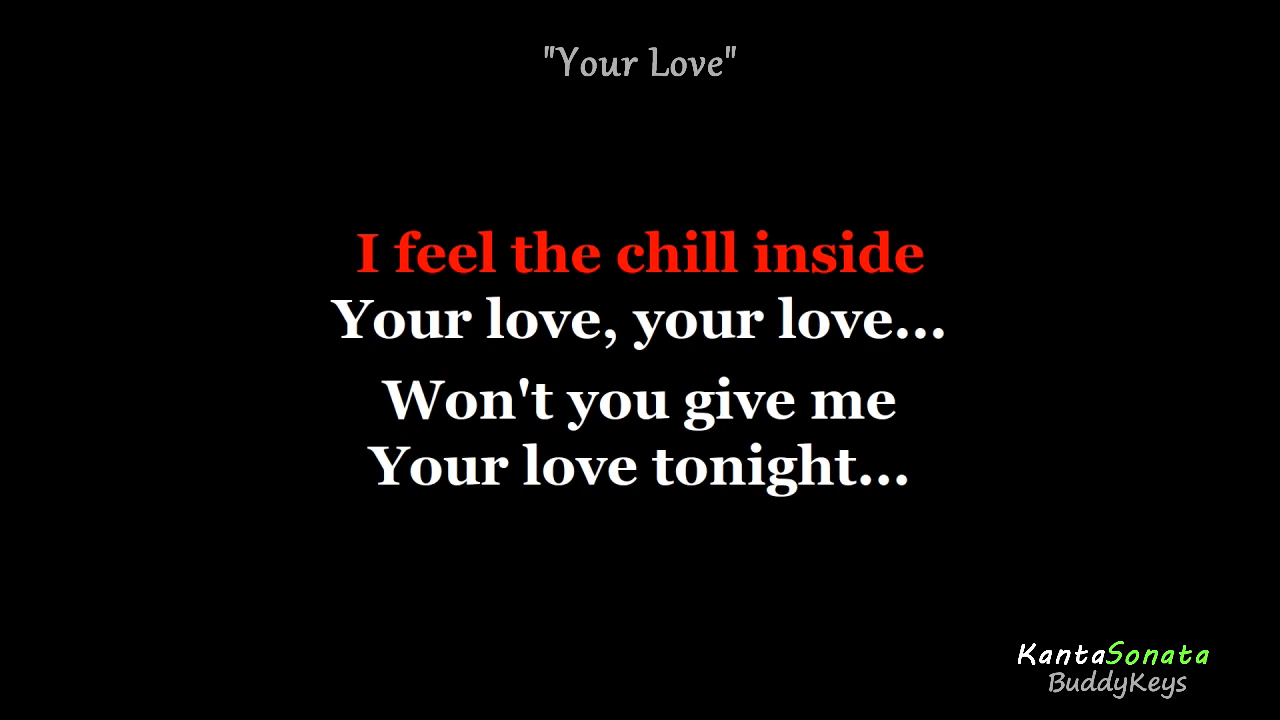 "Your Love"
I feel the chill inside
Your love, your love...
Won't you give me
Your love tonight...
KantaSonata
BuddyKeys